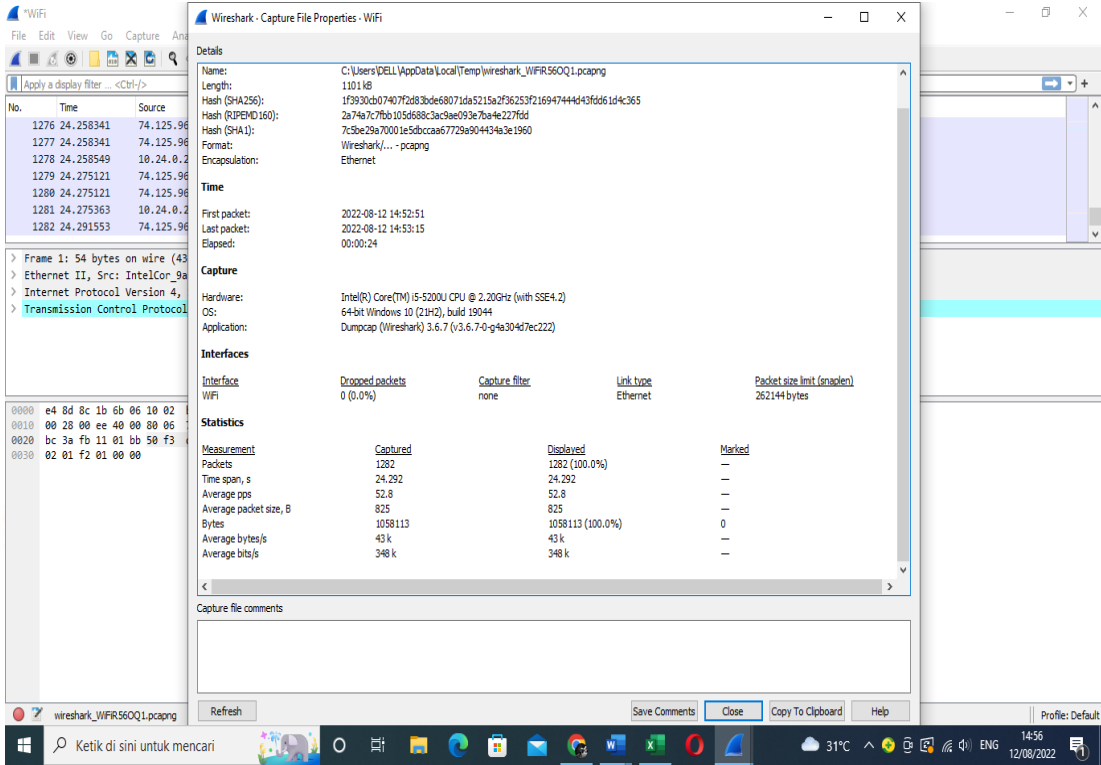 *WiFi
Wireshark · Capture File Properties · WiFi
File Edit View Go Capture Ana
Details
Apply a display filter ... <Ctrl-/>
No. Time Source
1276 24.258341 74.125.96
1277 24.258341 74.125.96
1278 24.258549 10.24.0.2
1279 24.275121 74.125.96
1280 24.275121 74.125.96
1281 24.275363 10.24.0.2
1282 24.291553 74.125.96
Frame 1: 54 bytes on wire (43
Ethernet II, Src: IntelCor_9a
Internet Protocol Version 4,
Transmission Control Protocol
0000 e4 8d 8c 1b 6b 06 10 02
0010 00 28 00 ee 40 00 80 06
0020 bc 3a fb 11 01 bb 50 f3
0030 02 01 f2 01 00 00
Name: C:\Users\DELL\AppData\Local\Temp\wireshark_WiFiR56OQ1.pcapng
Length: 1101 kB
Hash (SHA256): 1f3930cb07407f2d83bde68071da5215a2f36253f216947444d43fdd61d4c365
Hash (RIPEMD160): 2a74a7c7fbb105d688c3ac9ae093e7ba4e227fdd
Hash (SHA1): 7c5be29a70001e5dbccaa67729a904434a3e1960
Format: Wireshark/... - pcapng
Encapsulation: Ethernet
Time
First packet: 2022-08-12 14:52:51
Last packet: 2022-08-12 14:53:15
Elapsed: 00:00:24
Capture
Hardware: Intel(R) Core(TM) i5-5200U CPU @ 2.20GHz (with SSE4.2)
OS: 64-bit Windows 10 (21H2), build 19044
Application: Dumpcap (Wireshark) 3.6.7 (v3.6.7-0-g4a304d7ec222)
Interfaces
Interface Dropped packets Capture filter Link type Packet size limit (snaplen)
WiFi 0 (0.0%) none Ethernet 262144 bytes
Statistics
Measurement Captured Displayed Marked
Packets 1282 1282 (100.0%) —
Time span, s 24.292 24.292 —
Average pps 52.8 52.8 —
Average packet size, B 825 825 —
Bytes 1058113 1058113 (100.0%) 0
Average bytes/s 43 k 43 k —
Average bits/s 348 k 348 k —
Capture file comments
Refresh Save Comments Close Copy To Clipboard Help
wireshark_WiFiR56OQ1.pcapng Profile: Default
Ketik di sini untuk mencari
31°C ENG 14:56
12/08/2022
1